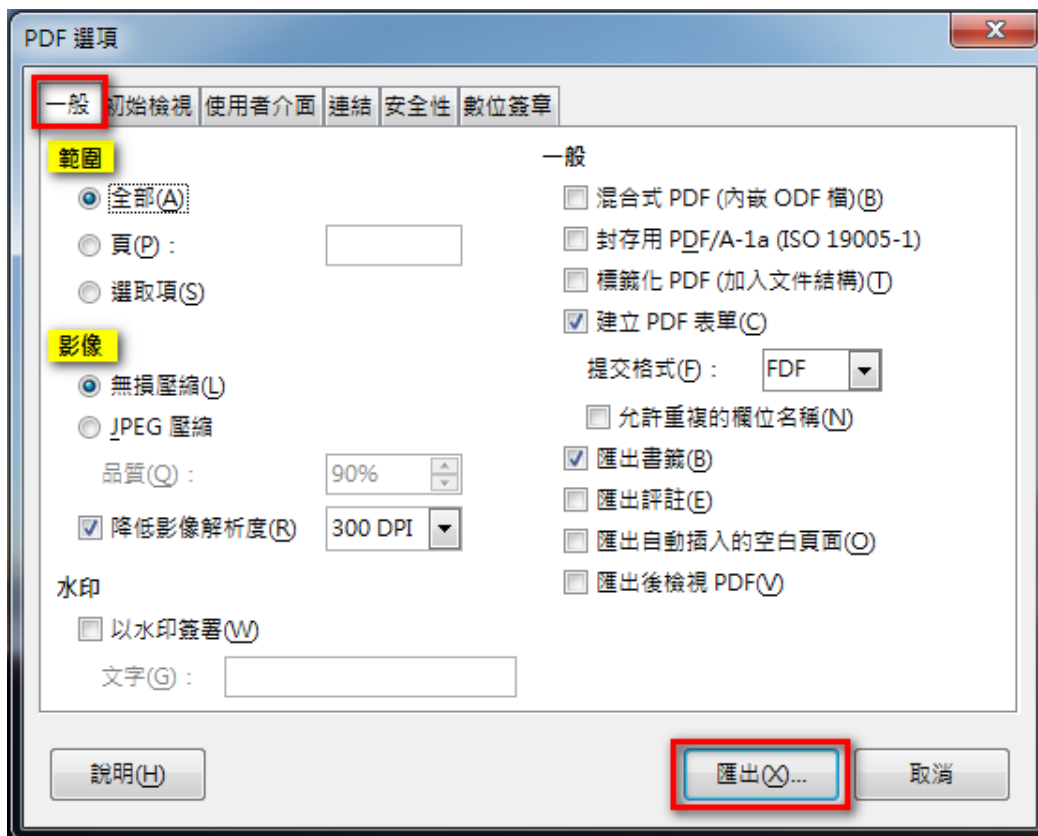 PDF 選項
一般 初始檢視 使用者介面 連結 安全性 數位簽章
範圍
全部(A)
頁(P)：
選取項(S)
影像
無損壓縮(L)
JPEG 壓縮
品質(Q)： 90%
降低影像解析度(R) 300 DPI
水印
以水印簽署(W)
文字(G)：
一般
混合式 PDF (內嵌 ODF 檔)(B)
封存用 PDF/A-1a (ISO 19005-1)
標籤化 PDF (加入文件結構)(T)
建立 PDF 表單(C)
提交格式(F)： FDF
允許重複的欄位名稱(N)
匯出書籤(B)
匯出評註(E)
匯出自動插入的空白頁面(O)
匯出後檢視 PDF(V)
說明(H) 匯出(X)... 取消